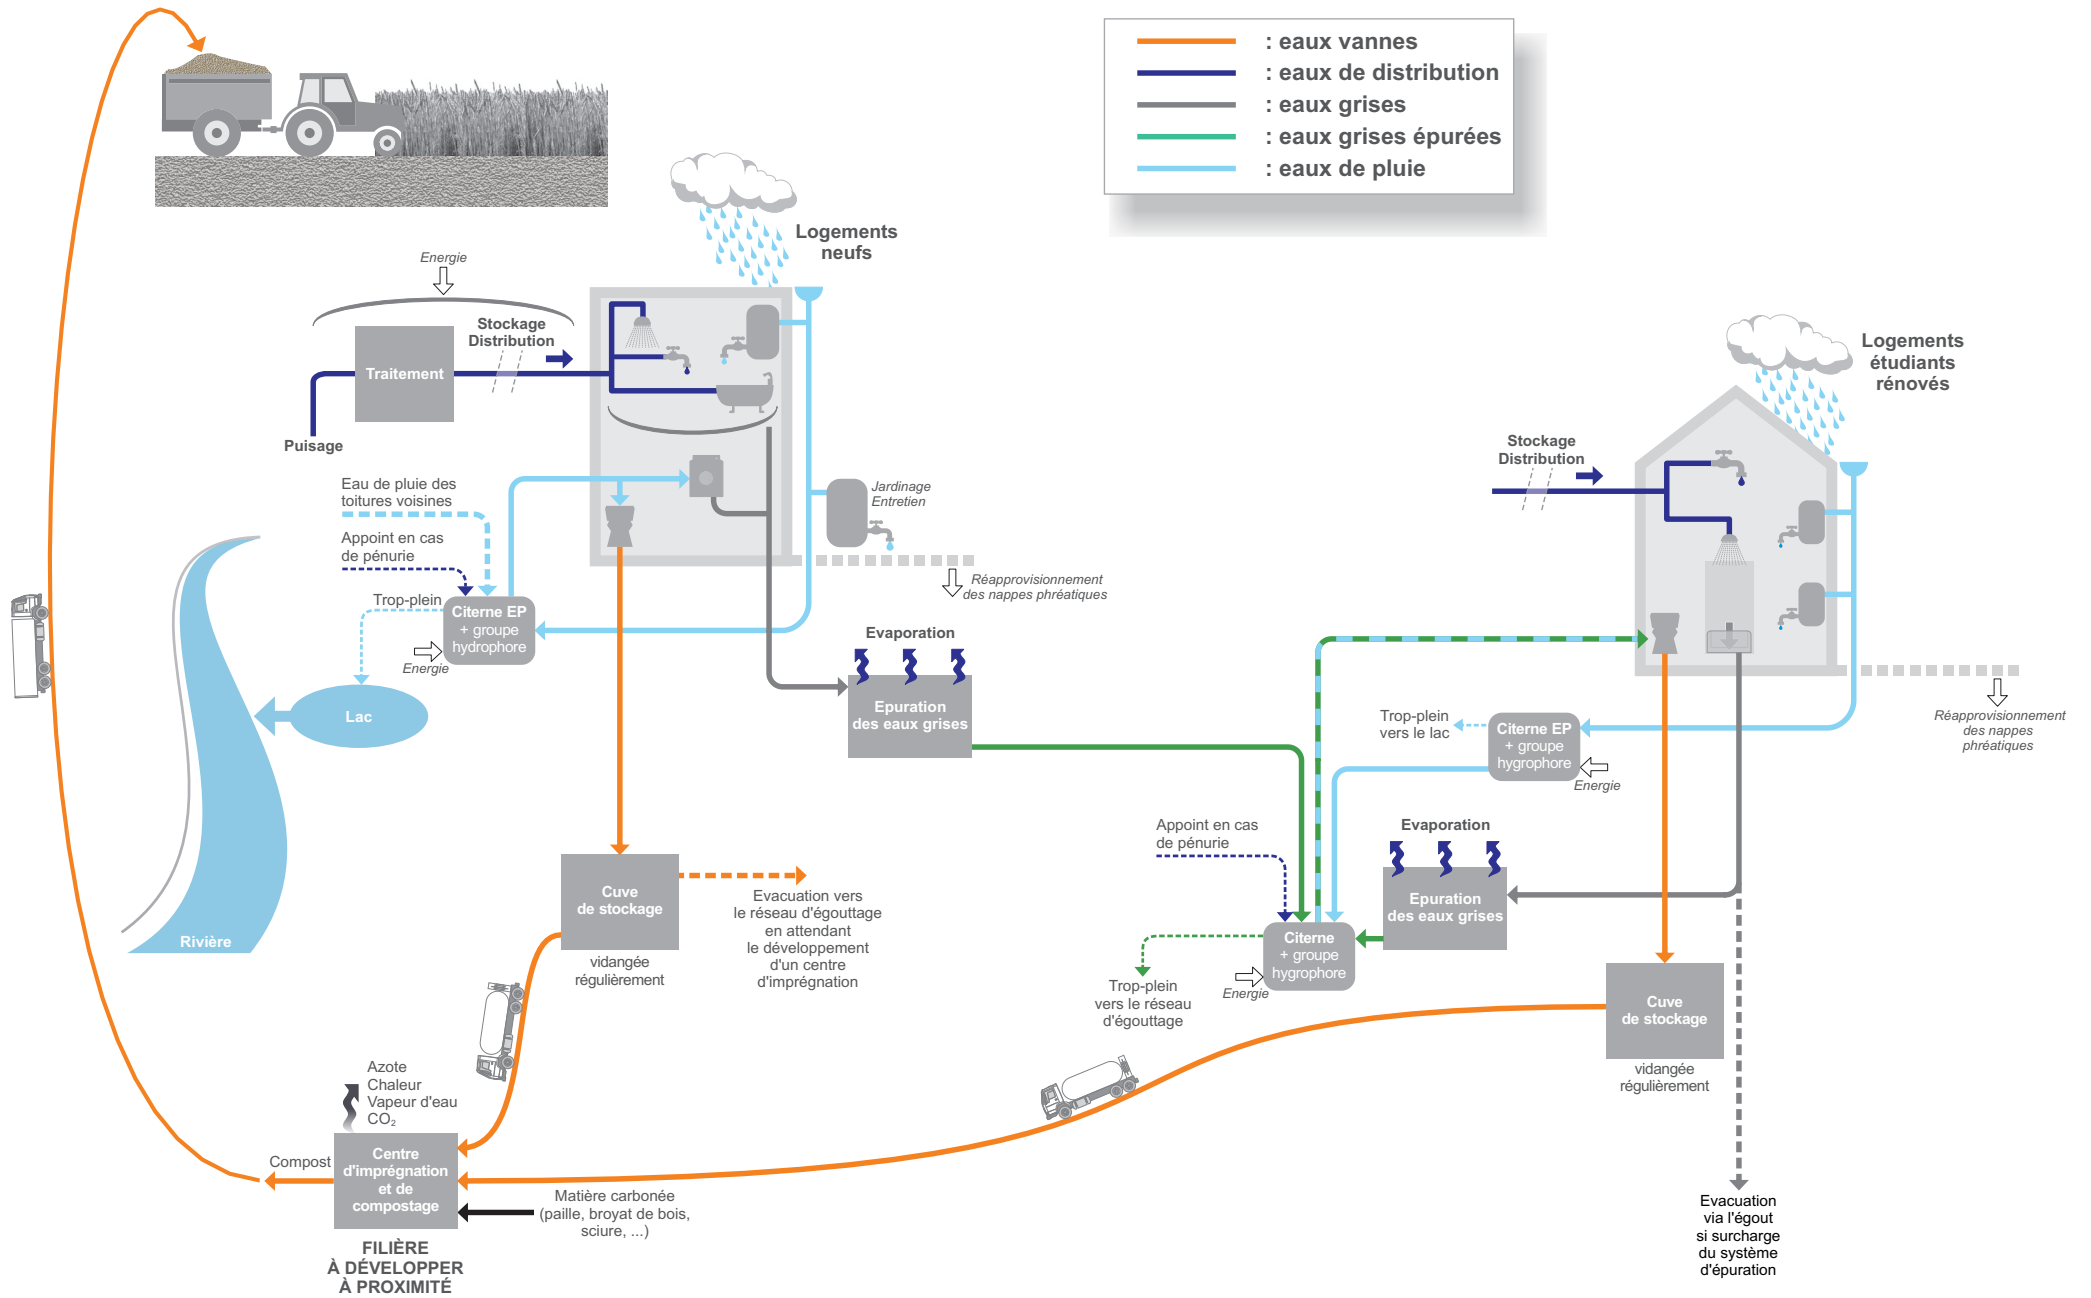 : eaux vannes
: eaux de distribution
: eaux grises
: eaux grises épurées
: eaux de pluie
Logements
neufs
Energie
Stockage
Distribution
Traitement
Puisage
Eau de pluie des
toitures voisines
Appoint en cas
de pénurie
Trop-plein
Citerne EP
+ groupe
hydrophore
Energie
Lac
Rivière
Jardinage
Entretien
Réapprovisionnement
des nappes phréatiques
Evaporation
Epuration
des eaux grises
Logements
étudiants
rénovés
Stockage
Distribution
Réapprovisionnement
des nappes
phréatiques
Trop-plein
vers le lac
Citerne EP
+ groupe
hygrophore
Energie
Appoint en cas
de pénurie
Evaporation
Epuration
des eaux grises
Citerne
+ groupe
hygrophore
Energie
Trop-plein
vers le réseau
d'égouttage
Cuve
de stockage
vidangée
régulièrement
Evacuation vers
le réseau d'égouttage
en attendant
le développement
d'un centre
d'imprégnation
Cuve
de stockage
vidangée
régulièrement
Azote
Chaleur
Vapeur d'eau
CO₂
Compost
Centre
d'imprégnation
et de
compostage
Matière carbonée
(paille, broyat de bois,
sciure, ...)
FILIÈRE
À DÉVELOPPER
À PROXIMITÉ
Evacuation
via l'égout
si surcharge
du système
d'épuration